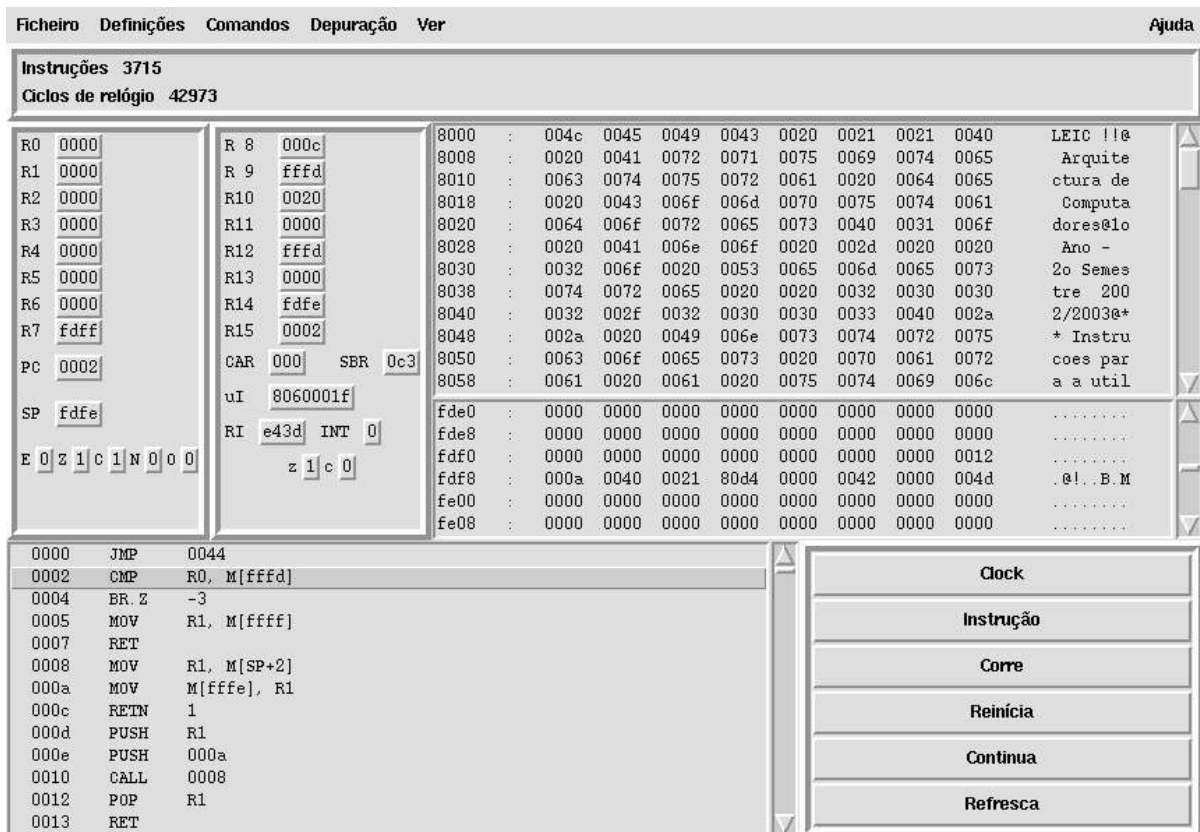 Ficheiro Definições Comandos Depuração Ver Ajuda
Instruções 3715
Ciclos de relógio 42973
R0 0000
R1 0000
R2 0000
R3 0000
R4 0000
R5 0000
R6 0000
R7 fdff
PC 0002
SP fdfe
E 0 Z 1 C 1 N 0 O 0
R 8 000c
R 9 fffd
R10 0020
R11 0000
R12 fffd
R13 0000
R14 fdfe
R15 0002
CAR 000 SBR 0c3
uI 8060001f
RI e43d INT 0
z 1 c 0
8000 : 004c 0045 0049 0043 0020 0021 0021 0040 LEIC !!@
8008 : 0020 0041 0072 0071 0075 0069 0074 0065 Arquite
8010 : 0063 0074 0075 0072 0061 0020 0064 0065 ctura de
8018 : 0020 0043 006f 006d 0070 0075 0074 0061 Computa
8020 : 0064 006f 0072 0065 0073 0040 0031 006f dores@1o
8028 : 0020 0041 006e 006f 0020 002d 0020 0020 Ano -
8030 : 0032 006f 0020 0053 0065 006d 0065 0073 2o Semes
8038 : 0074 0072 0065 0020 0020 0032 0030 0030 tre 200
8040 : 0032 002f 0032 0030 0030 0033 0040 002a 2/2003@*
8048 : 002a 0020 0049 006e 0073 0074 0072 0075 * Instru
8050 : 0063 006f 0065 0073 0020 0070 0061 0072 coes par
8058 : 0061 0020 0061 0020 0075 0074 0069 006c a a util
fde0 : 0000 0000 0000 0000 0000 0000 0000 0000 ........
fde8 : 0000 0000 0000 0000 0000 0000 0000 0000 ........
fdf0 : 0000 0000 0000 0000 0000 0000 0000 0012 ........
fdf8 : 000a 0040 0021 80d4 0000 0042 0000 004d .@!..B.M
fe00 : 0000 0000 0000 0000 0000 0000 0000 0000 ........
fe08 : 0000 0000 0000 0000 0000 0000 0000 0000 ........
0000 JMP 0044
0002 CMP R0, M[fffd]
0004 BR.Z -3
0005 MOV R1, M[ffff]
0007 RET
0008 MOV R1, M[SP+2]
000a MOV M[fffe], R1
000c RETN 1
000d PUSH R1
000e PUSH 000a
0010 CALL 0008
0012 POP R1
0013 RET
Clock
Instrução
Corre
Reinícia
Continua
Refresca